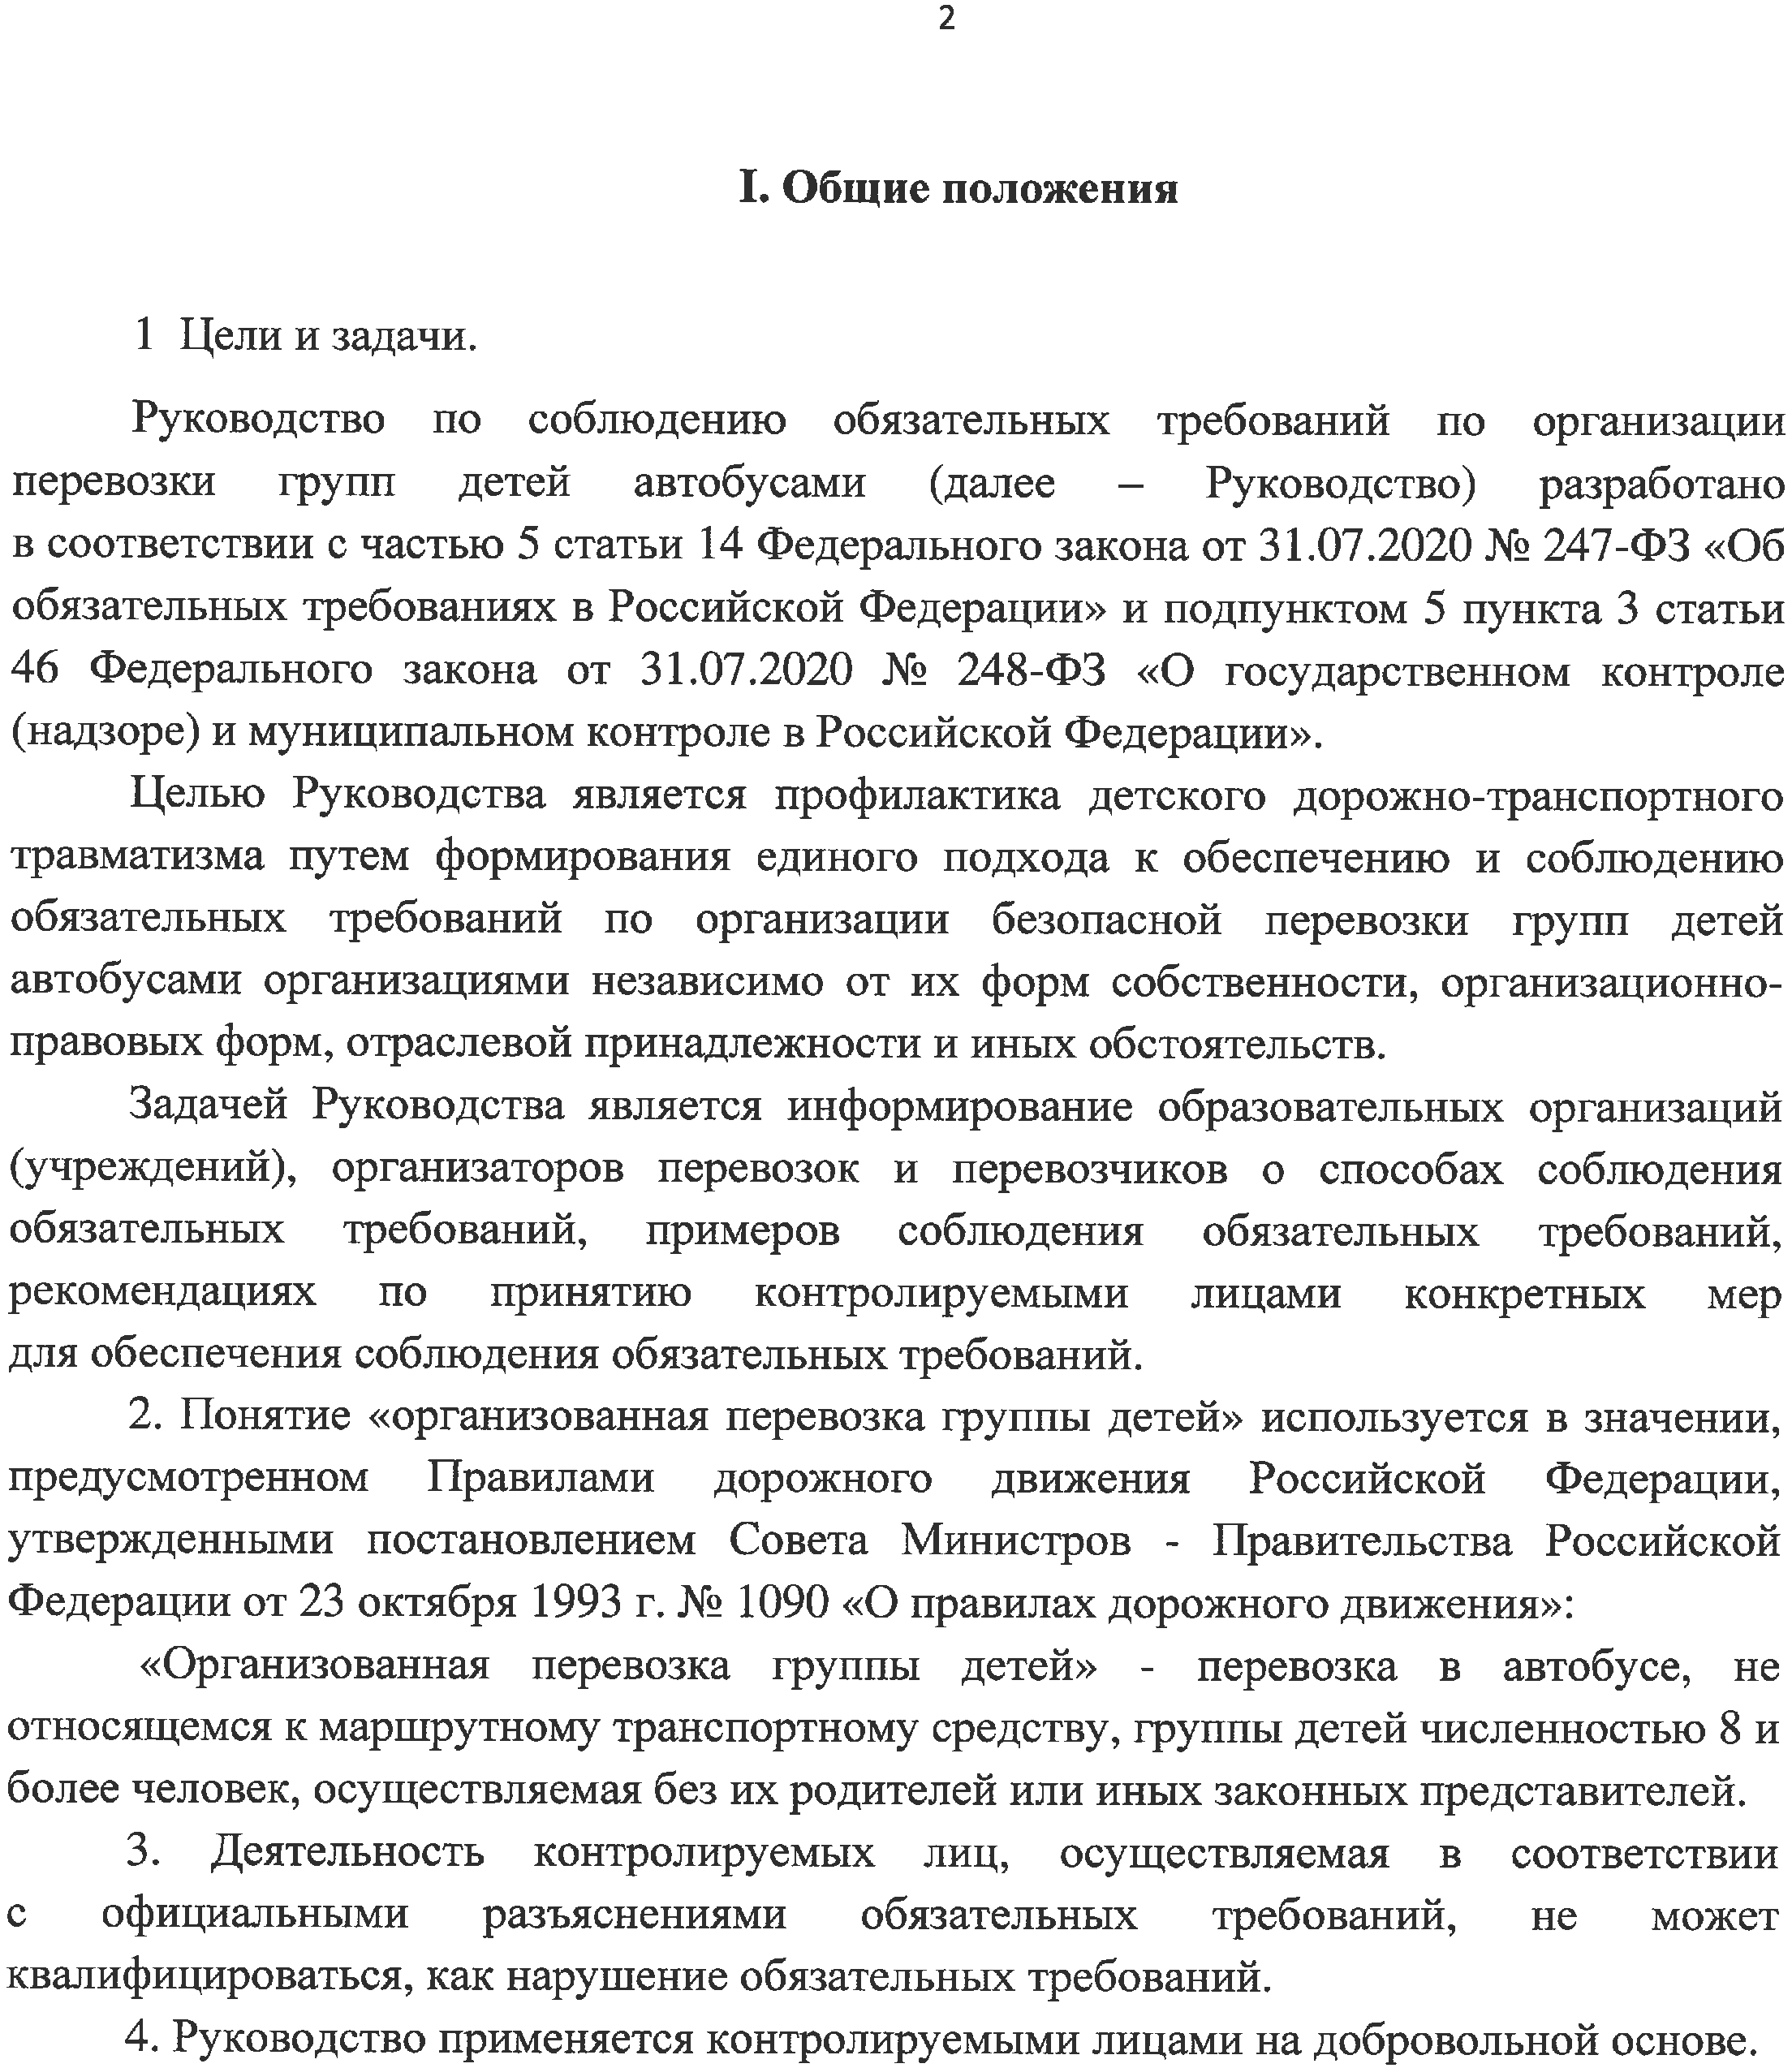 2
I. Общие положения
1 Цели и задачи.
Руководство по соблюдению обязательных требований по организации
перевозки групп детей автобусами (далее – Руководство) разработано
в соответствии с частью 5 статьи 14 Федерального закона от 31.07.2020 № 247-ФЗ «Об
обязательных требованиях в Российской Федерации» и подпунктом 5 пункта 3 статьи
46 Федерального закона от 31.07.2020 № 248-ФЗ «О государственном контроле
(надзоре) и муниципальном контроле в Российской Федерации».
Целью Руководства является профилактика детского дорожно-транспортного
травматизма путем формирования единого подхода к обеспечению и соблюдению
обязательных требований по организации безопасной перевозки групп детей
автобусами организациями независимо от их форм собственности, организационно-
правовых форм, отраслевой принадлежности и иных обстоятельств.
Задачей Руководства является информирование образовательных организаций
(учреждений), организаторов перевозок и перевозчиков о способах соблюдения
обязательных требований, примеров соблюдения обязательных требований,
рекомендациях по принятию контролируемыми лицами конкретных мер
для обеспечения соблюдения обязательных требований.
2. Понятие «организованная перевозка группы детей» используется в значении,
предусмотренном Правилами дорожного движения Российской Федерации,
утвержденными постановлением Совета Министров - Правительства Российской
Федерации от 23 октября 1993 г. № 1090 «О правилах дорожного движения»:
«Организованная перевозка группы детей» - перевозка в автобусе, не
относящемся к маршрутному транспортному средству, группы детей численностью 8 и
более человек, осуществляемая без их родителей или иных законных представителей.
3. Деятельность контролируемых лиц, осуществляемая в соответствии
с официальными разъяснениями обязательных требований, не может
квалифицироваться, как нарушение обязательных требований.
4. Руководство применяется контролируемыми лицами на добровольной основе.